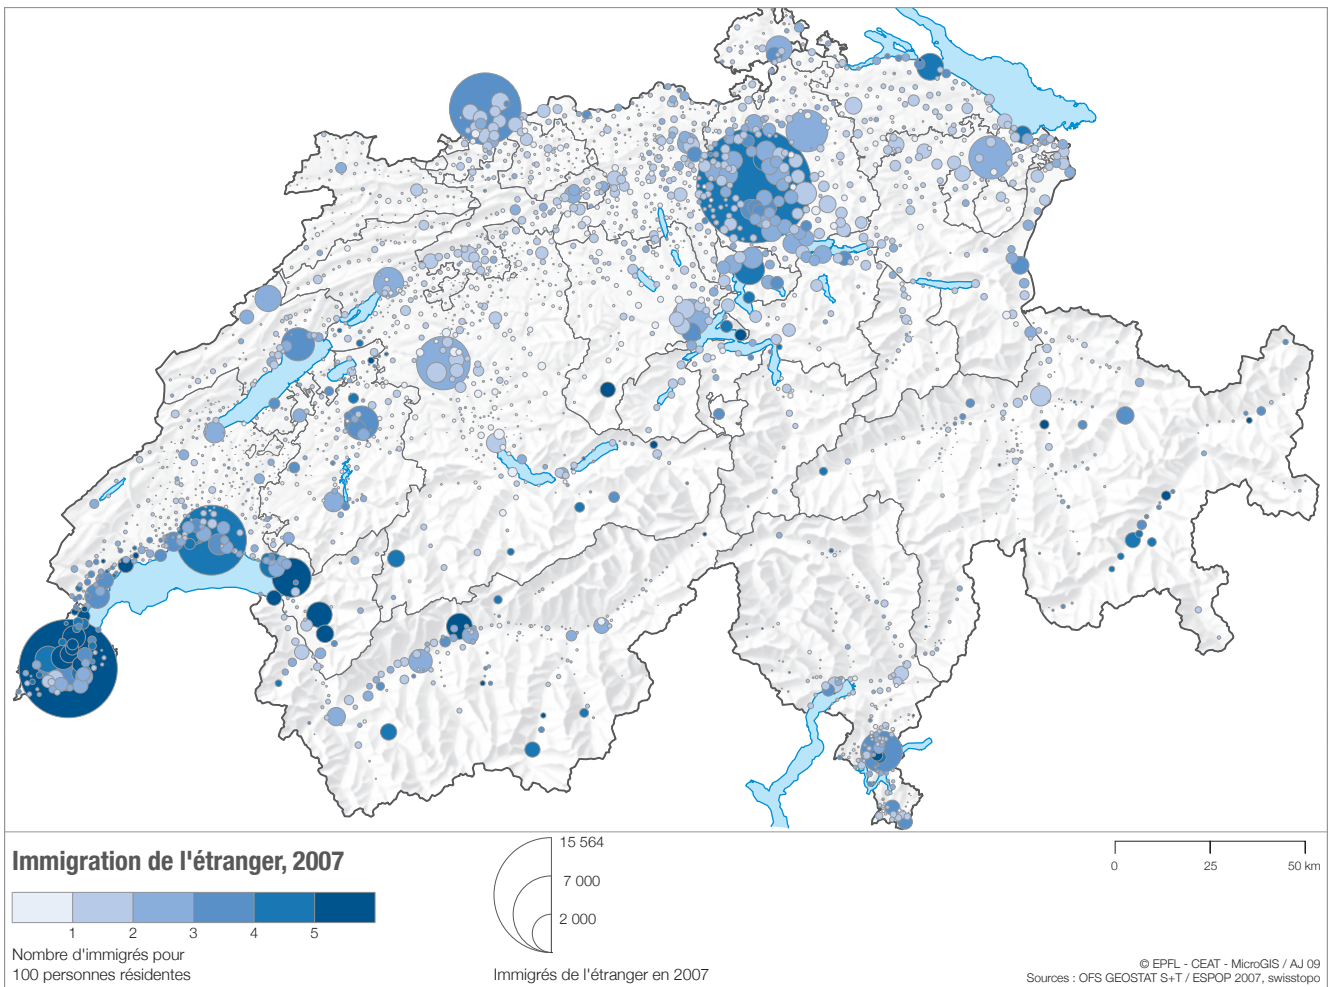 Immigration de l'étranger, 2007
1 2 3 4 5
Nombre d'immigrés pour
100 personnes résidentes
15 564
7 000
2 000
Immigrés de l'étranger en 2007
0 25 50 km
© EPFL - CEAT - MicroGIS / AJ 09
Sources : OFS GEOSTAT S+T / ESPOP 2007, swisstopo